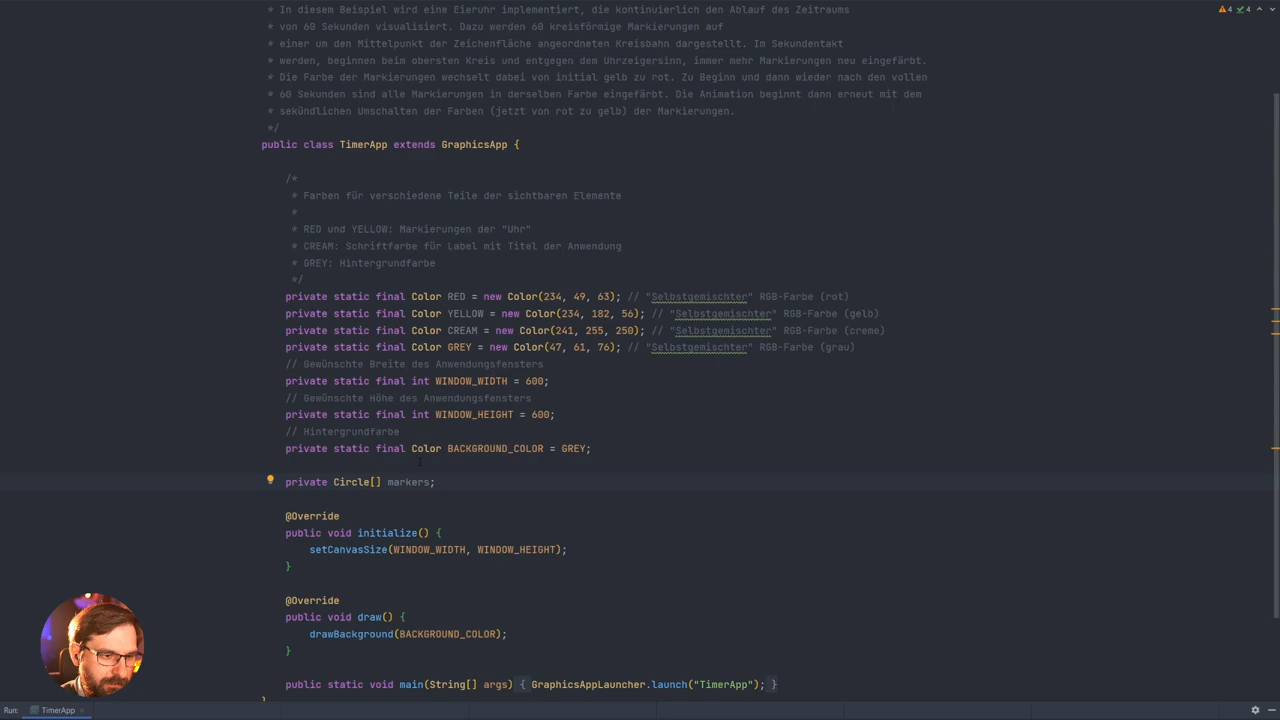 * In diesem Beispiel wird eine Eieruhr implementiert, die kontinuierlich den Ablauf des Zeitraums
* von 60 Sekunden visualisiert. Dazu werden 60 kreisförmige Markierungen auf
* einer um den Mittelpunkt der Zeichenfläche angeordneten Kreisbahn dargestellt. Im Sekundentakt
* werden, beginnen beim obersten Kreis und entgegen dem Uhrzeigersinn, immer mehr Markierungen neu eingefärbt.
* Die Farbe der Markierungen wechselt dabei von initial gelb zu rot. Zu Beginn und dann wieder nach den vollen
* 60 Sekunden sind alle Markierungen in derselben Farbe eingefärbt. Die Animation beginnt dann erneut mit dem
* sekündlichen Umschalten der Farben (jetzt von rot zu gelb) der Markierungen.
*/
public class TimerApp extends GraphicsApp {
/*
* Farben für verschiedene Teile der sichtbaren Elemente
*
* RED und YELLOW: Markierungen der "Uhr"
* CREAM: Schriftfarbe für Label mit Titel der Anwendung
* GREY: Hintergrundfarbe
*/
private static final Color RED = new Color(234, 49, 63); // "Selbstgemischter" RGB-Farbe (rot)
private static final Color YELLOW = new Color(234, 182, 56); // "Selbstgemischter" RGB-Farbe (gelb)
private static final Color CREAM = new Color(241, 255, 250); // "Selbstgemischter" RGB-Farbe (creme)
private static final Color GREY = new Color(47, 61, 76); // "Selbstgemischter" RGB-Farbe (grau)
// Gewünschte Breite des Anwendungsfensters
private static final int WINDOW_WIDTH = 600;
// Gewünschte Höhe des Anwendungsfensters
private static final int WINDOW_HEIGHT = 600;
// Hintergrundfarbe
private static final Color BACKGROUND_COLOR = GREY;
private Circle[] markers;
@Override
public void initialize() {
setCanvasSize(WINDOW_WIDTH, WINDOW_HEIGHT);
}
@Override
public void draw() {
drawBackground(BACKGROUND_COLOR);
}
public static void main(String[] args) { GraphicsAppLauncher.launch("TimerApp"); }
}
4 4
Run: TimerApp